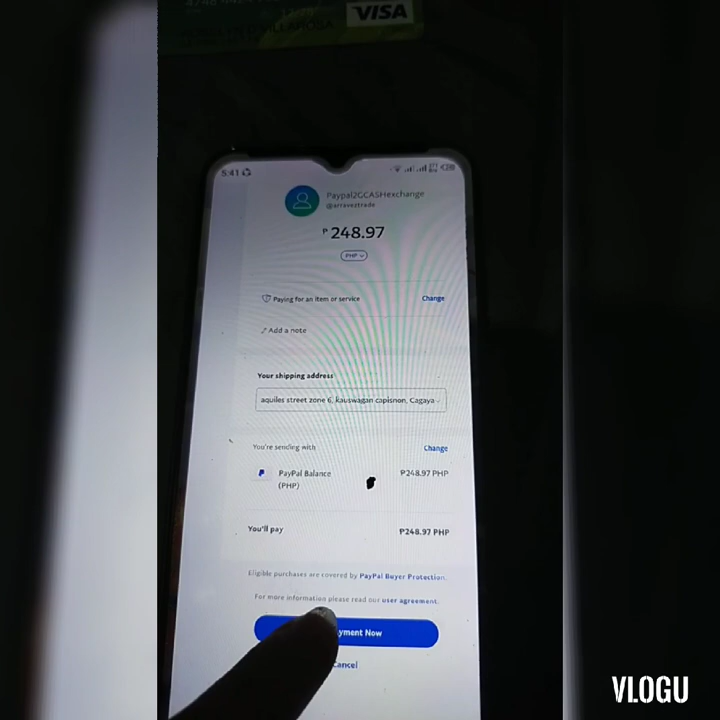 VISA
5:41
Paypal2GCASHexchange
@arraveztrade
₱248.97
PHP
Paying for an item or service
Change
Add a note
Your shipping address
aquiles street zone 6, kauswagan capisnon, Cagaya
You're sending with
Change
PayPal Balance
₱248.97 PHP
(PHP)
You'll pay
₱248.97 PHP
Eligible purchases are covered by PayPal Buyer Protection.
For more information please read our user agreement.
yment Now
Cancel
VLOGU